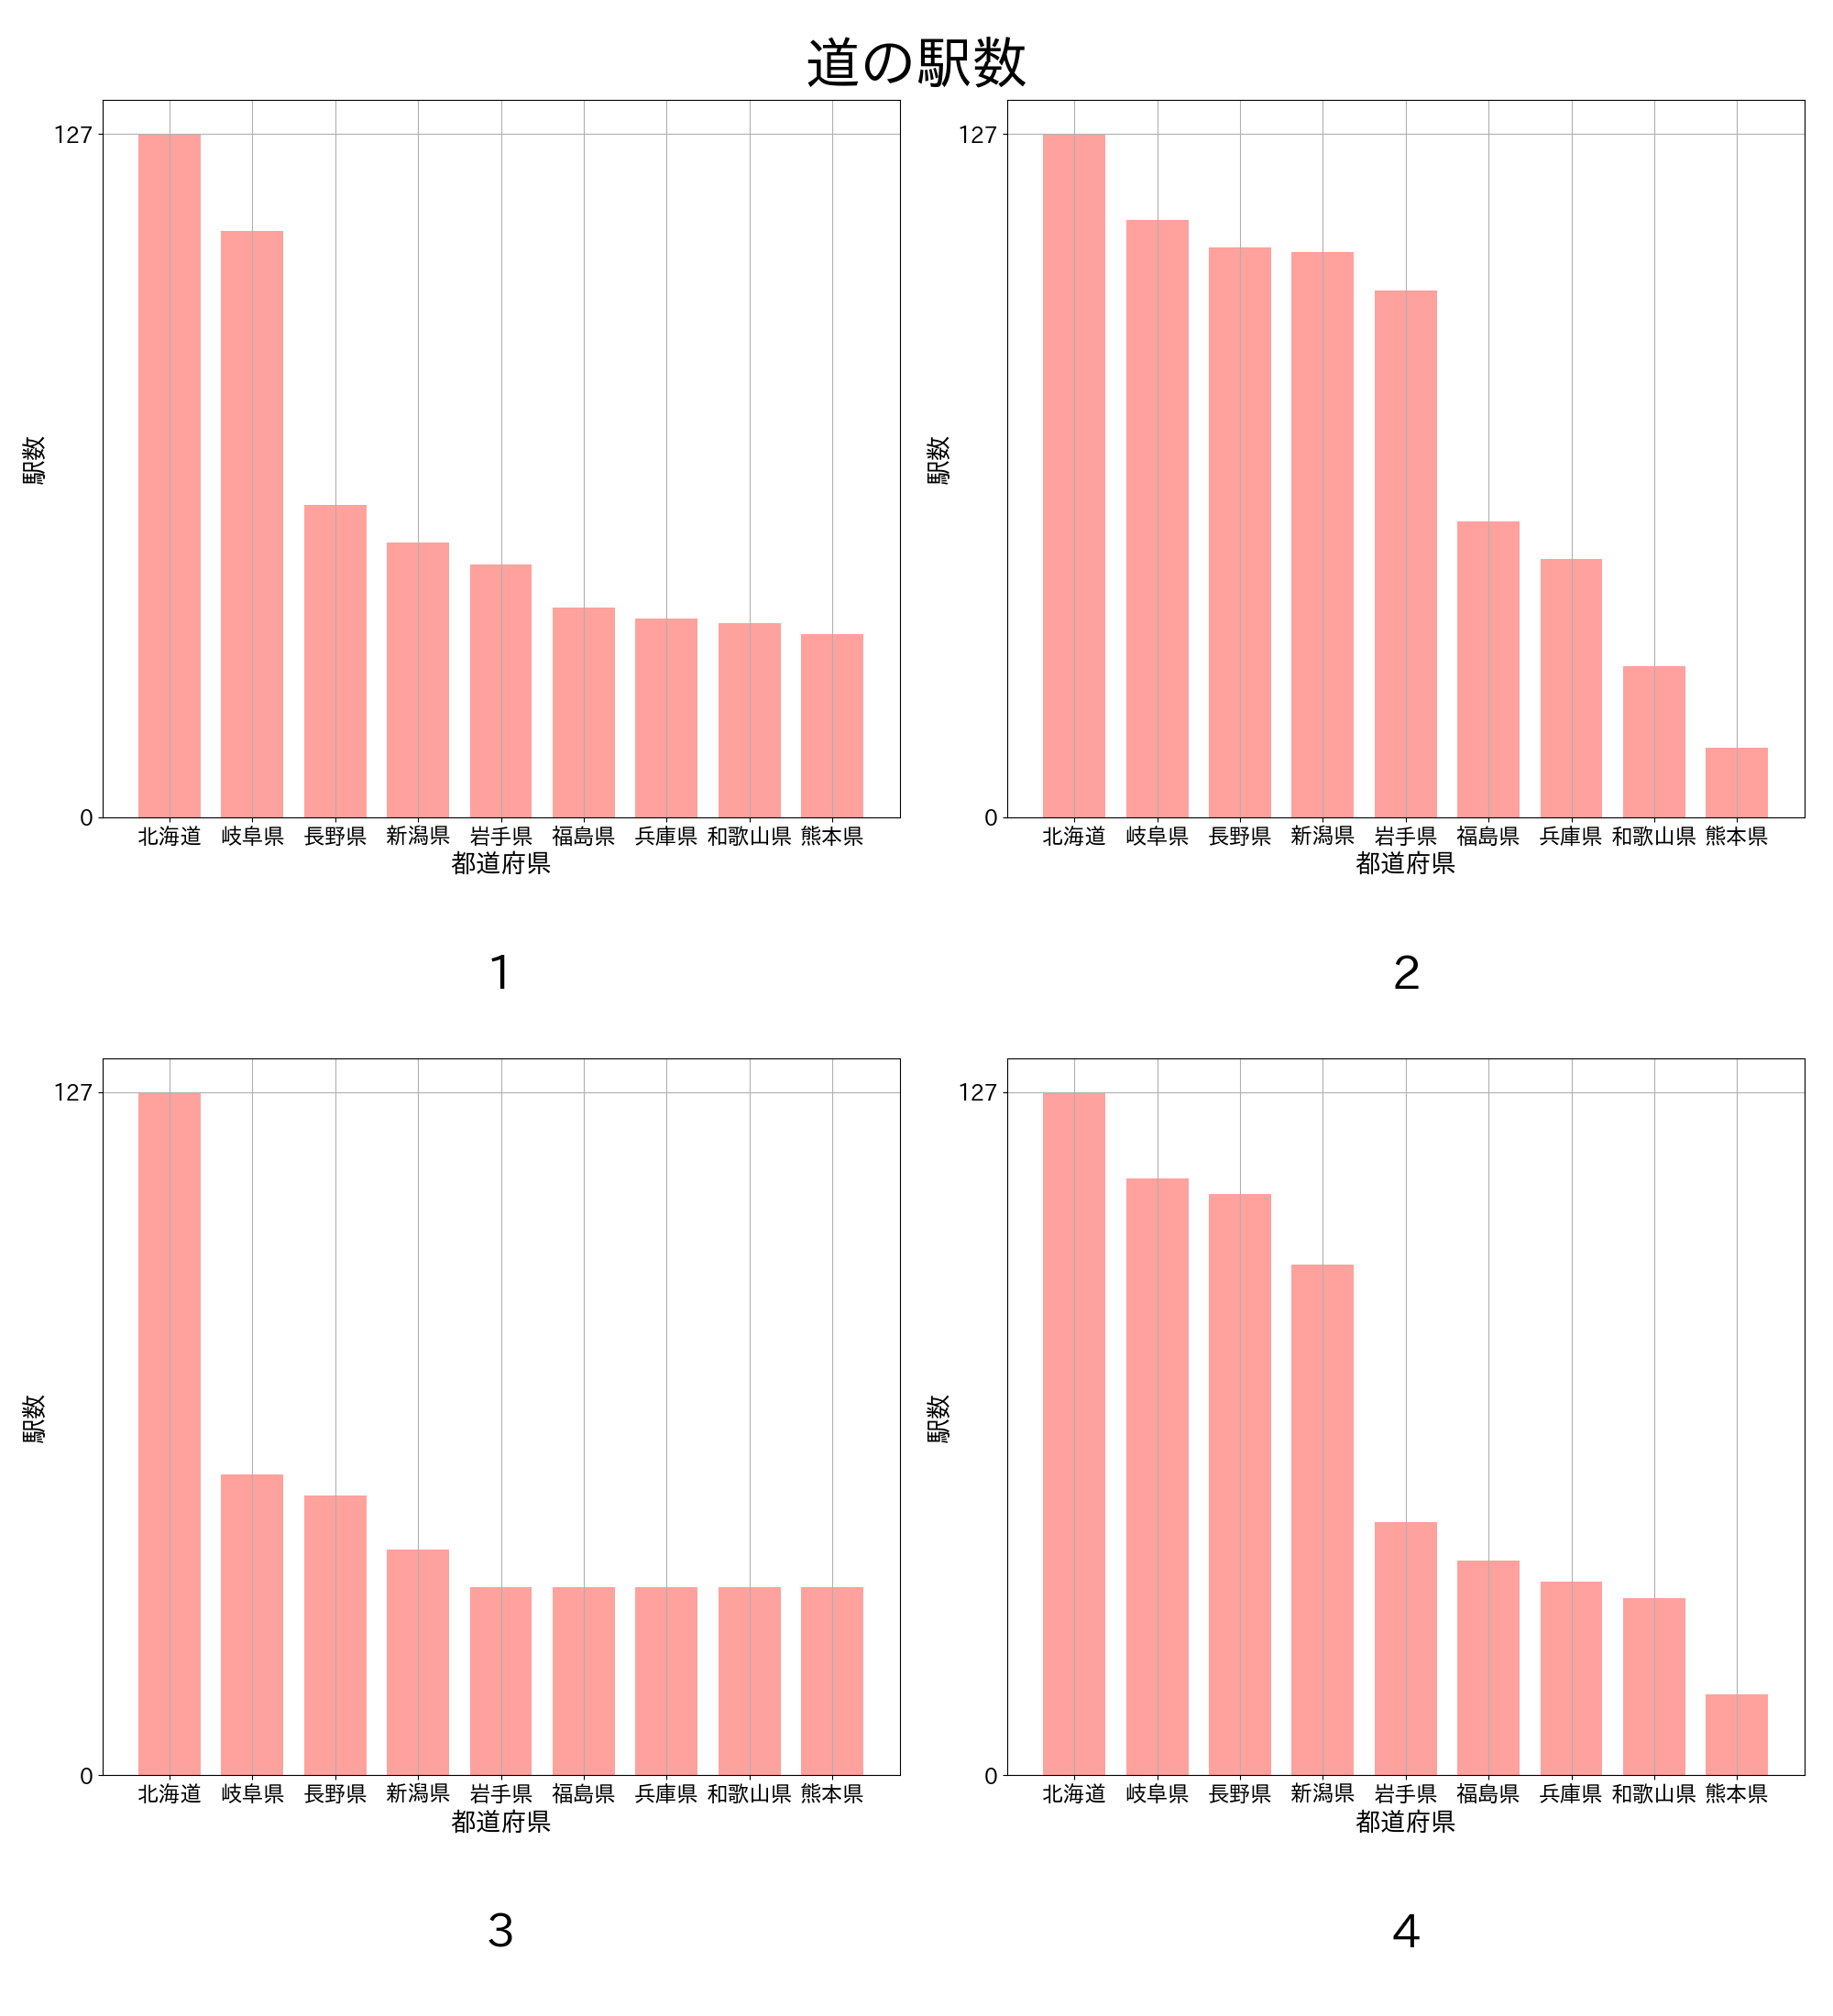 道の駅数
127
駅数
0
北海道 岐阜県 長野県 新潟県 岩手県 福島県 兵庫県 和歌山県 熊本県
都道府県
1
127
駅数
0
北海道 岐阜県 長野県 新潟県 岩手県 福島県 兵庫県 和歌山県 熊本県
都道府県
2
127
駅数
0
北海道 岐阜県 長野県 新潟県 岩手県 福島県 兵庫県 和歌山県 熊本県
都道府県
3
127
駅数
0
北海道 岐阜県 長野県 新潟県 岩手県 福島県 兵庫県 和歌山県 熊本県
都道府県
4